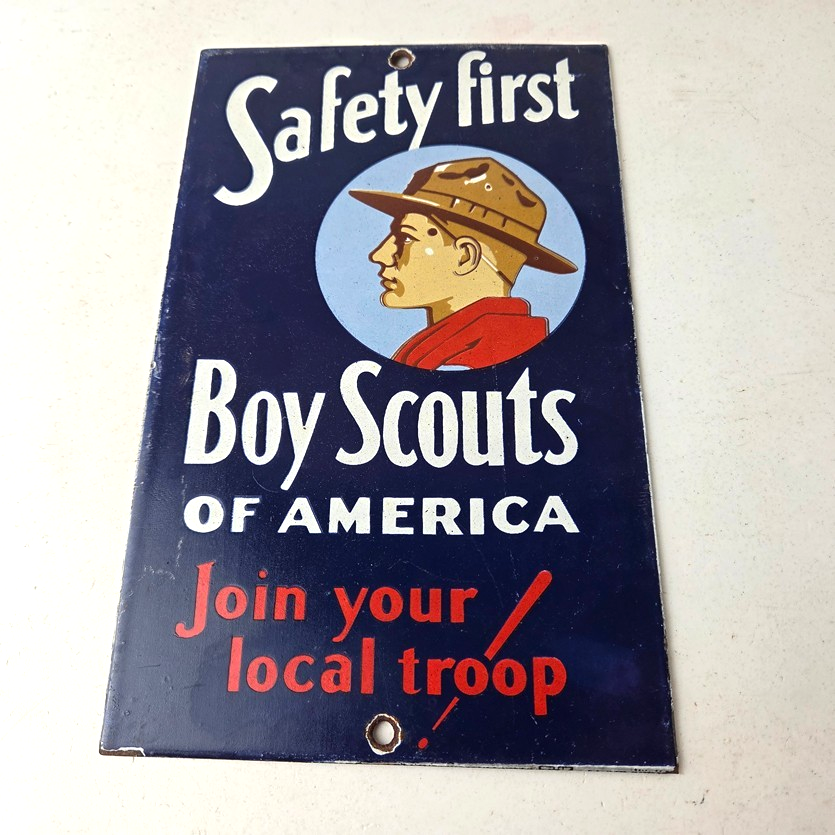 Safety first
Boy Scouts
OF AMERICA
Join your
local troop!